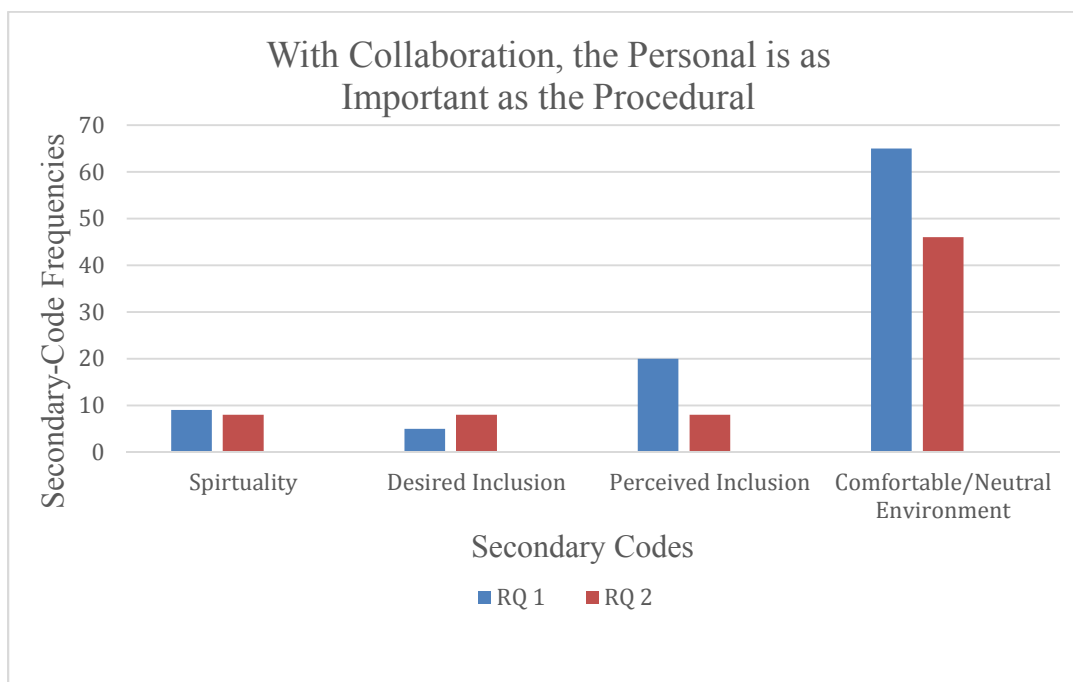 With Collaboration, the Personal is as
Important as the Procedural
Secondary-Code Frequencies
70
60
50
40
30
20
10
0
Spirtuality
Desired Inclusion
Perceived Inclusion
Comfortable/Neutral
Environment
Secondary Codes
RQ 1
RQ 2